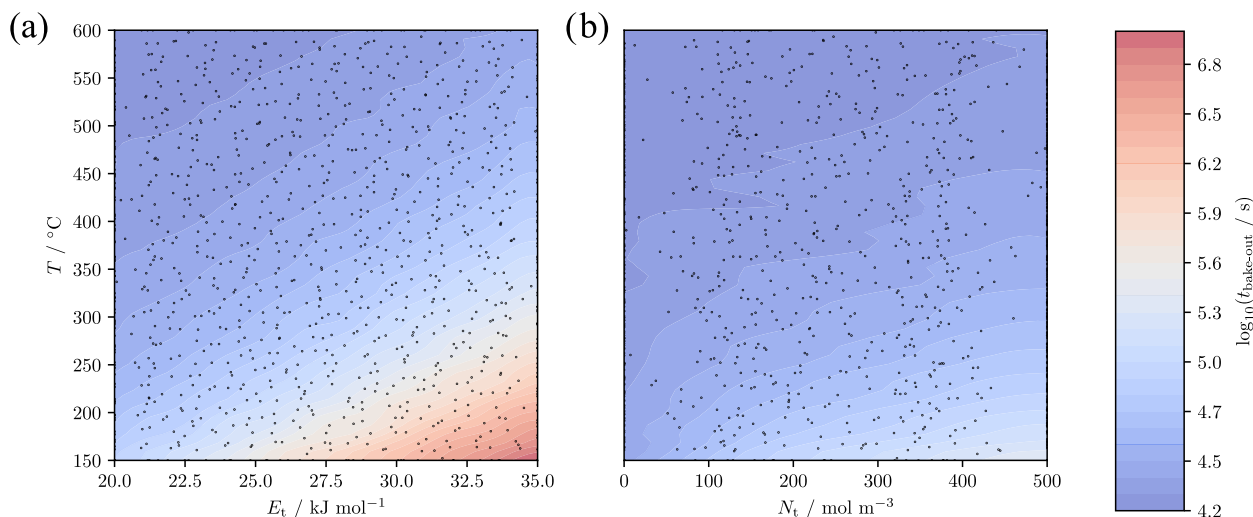 (a)
600
550
500
450
400
350
300
250
200
150
T / °C
20.0 22.5 25.0 27.5 30.0 32.5 35.0
E_t / kJ mol⁻¹
(b)
0 100 200 300 400 500
N_t / mol m⁻³
6.8
6.5
6.2
5.9
5.6
5.3
5.0
4.7
4.5
4.2
log₁₀(t_bake-out / s)